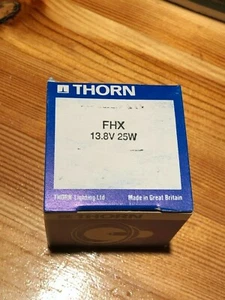 THORN
FHX
13.8V 25W
THORN Lighting Ltd
Made in Great Britain